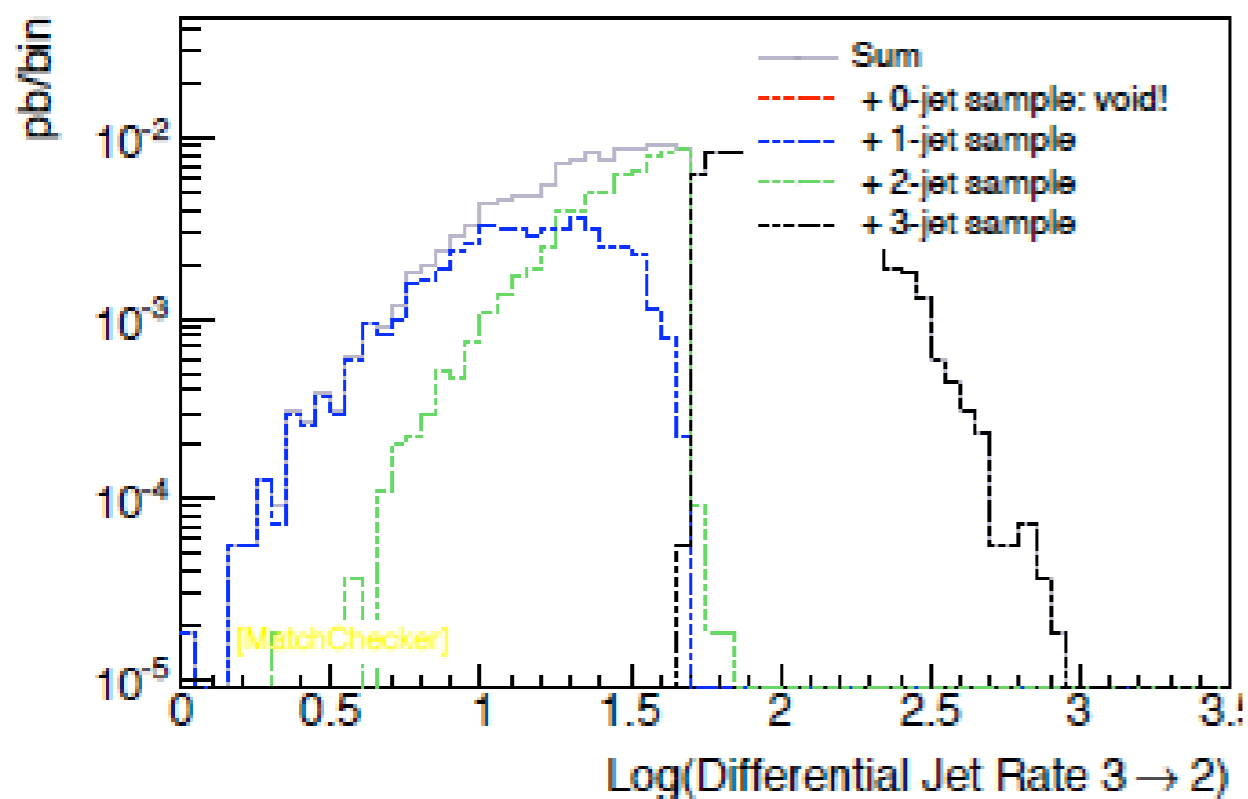 pb/bin
Sum
+ 0-jet sample: void!
+ 1-jet sample
+ 2-jet sample
+ 3-jet sample
10⁻²
10⁻³
10⁻⁴
10⁻⁵
[MatchChecker]
0 0.5 1 1.5 2 2.5 3 3.5
Log(Differential Jet Rate 3 → 2)